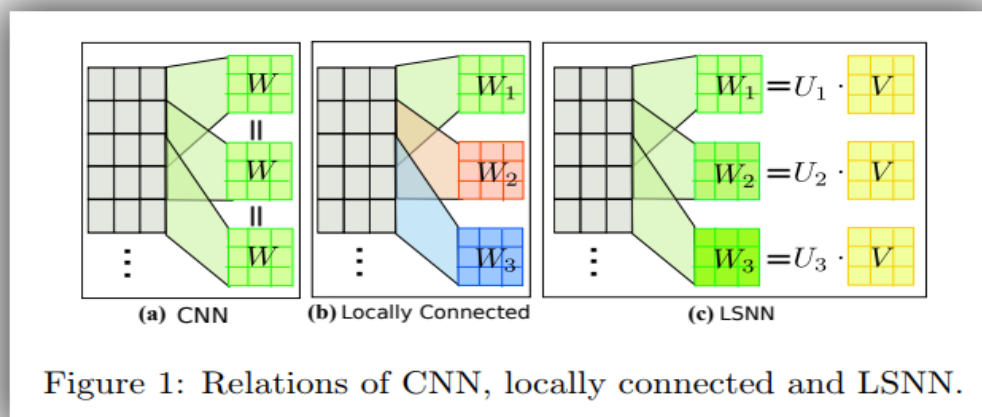 W
=
W
=
W
⋮
(a) CNN
W₁
W₂
W₃
⋮
(b) Locally Connected
W₁ = U₁ · V
W₂ = U₂ · V
W₃ = U₃ · V
⋮
(c) LSNN
Figure 1: Relations of CNN, locally connected and LSNN.